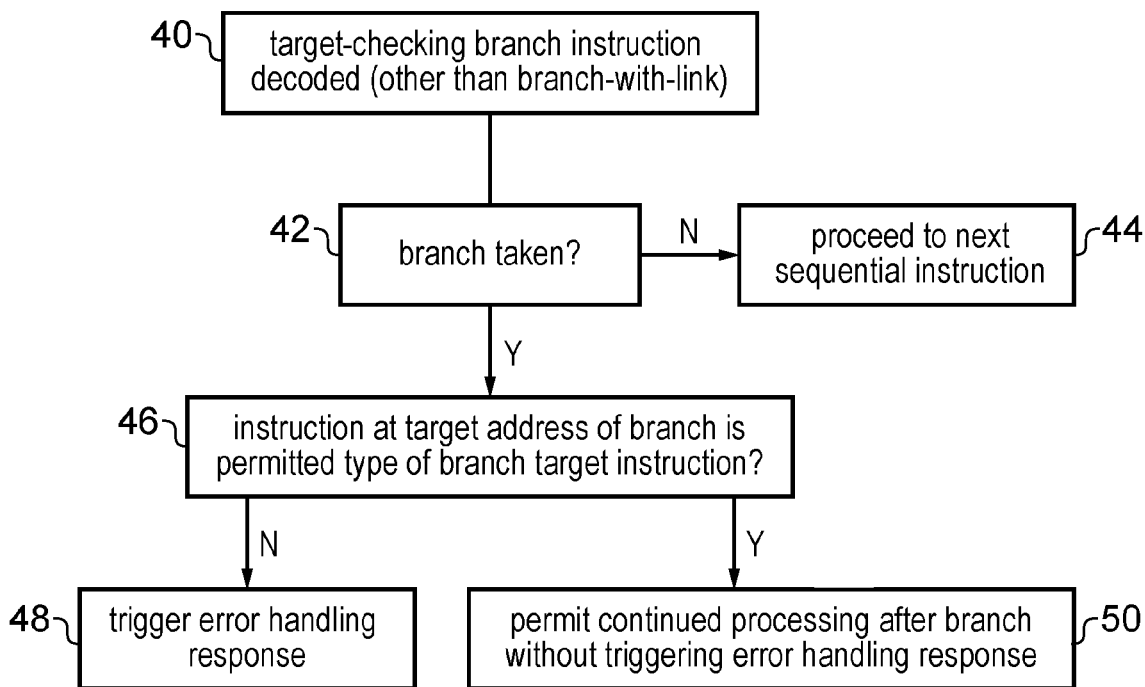 40
target-checking branch instruction
decoded (other than branch-with-link)
42
branch taken?
N
proceed to next
sequential instruction
44
Y
46
instruction at target address of branch is
permitted type of branch target instruction?
N
Y
48
trigger error handling
response
permit continued processing after branch
without triggering error handling response
50